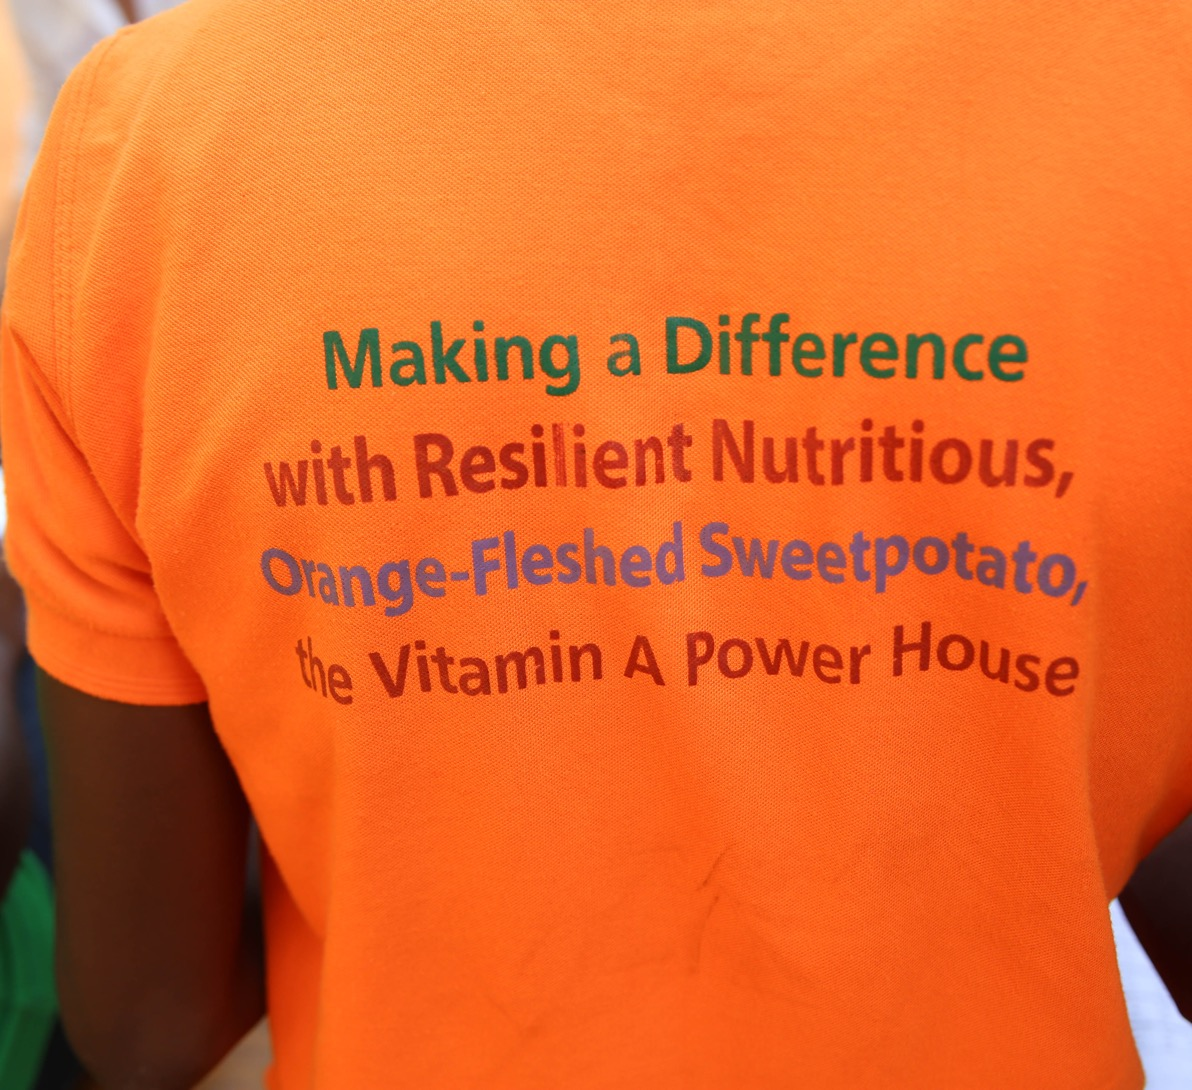 Making a Difference
with Resilient Nutritious,
Orange-Fleshed Sweetpotato,
the Vitamin A Power House